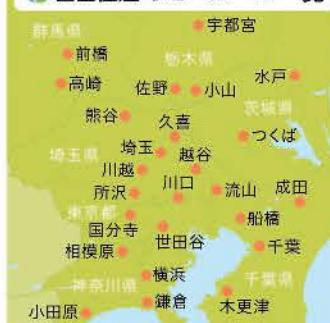 宇都宮
群馬県
前橋
栃木県
水戸
高崎
佐野
小山
茨城県
熊谷
久喜
つくば
埼玉
埼玉県
越谷
川越
川口
所沢
流山
成田
東京都
船橋
国分寺
世田谷
千葉
相模原
横浜
千葉県
神奈川県
鎌倉
木更津
小田原